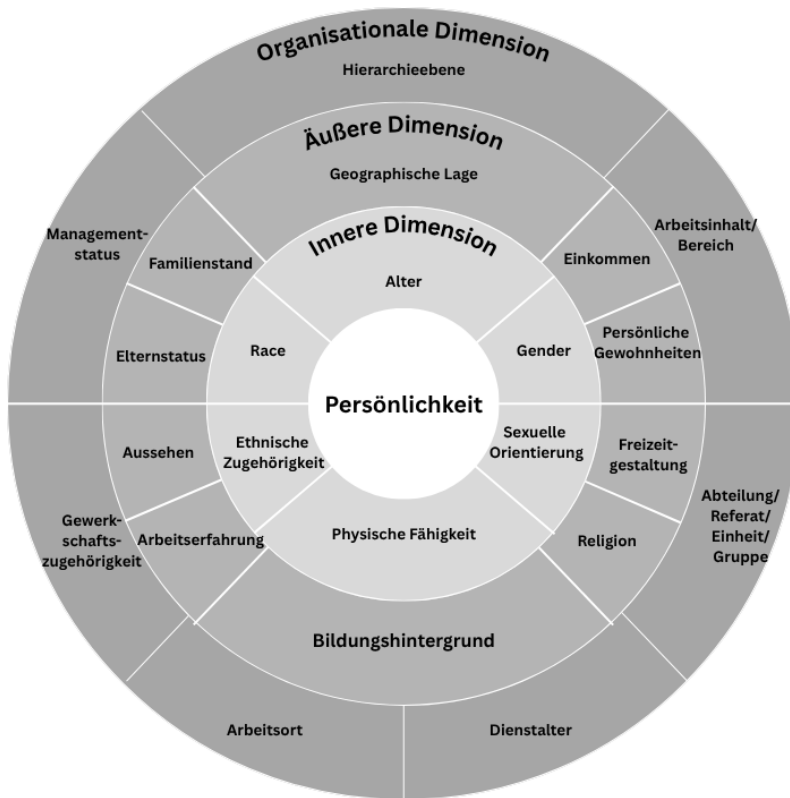 Organisationale Dimension
Hierarchieebene
Äußere Dimension
Geographische Lage
Innere Dimension
Alter
Management-
status
Arbeitsinhalt/
Bereich
Familienstand
Einkommen
Elternstatus
Race
Gender
Persönliche
Gewohnheiten
Persönlichkeit
Aussehen
Ethnische
Zugehörigkeit
Sexuelle
Orientierung
Freizeit-
gestaltung
Gewerk-
schafts-
zugehörigkeit
Arbeitserfahrung
Physische Fähigkeit
Religion
Abteilung/
Referat/
Einheit/
Gruppe
Bildungshintergrund
Arbeitsort
Dienstalter